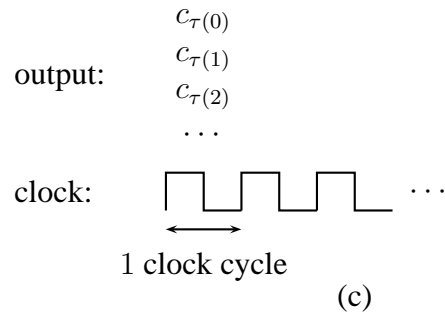 c_{τ(0)}
c_{τ(1)}
output:
c_{τ(2)}
...
clock: ...
1 clock cycle
(c)